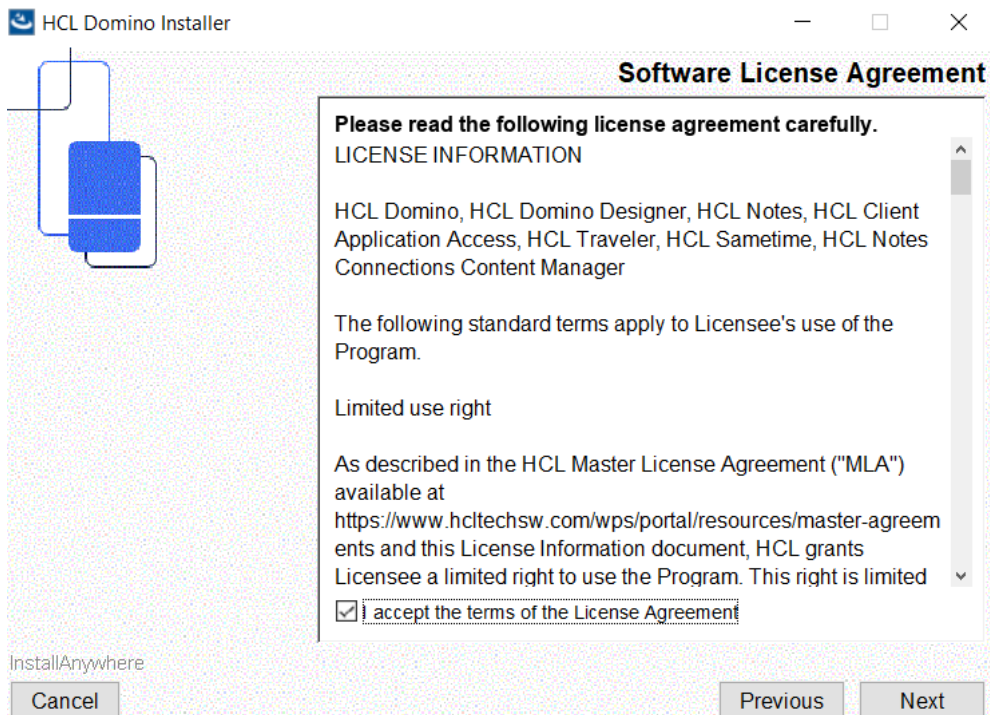 HCL Domino Installer
Software License Agreement
Please read the following license agreement carefully.
LICENSE INFORMATION
HCL Domino, HCL Domino Designer, HCL Notes, HCL Client
Application Access, HCL Traveler, HCL Sametime, HCL Notes
Connections Content Manager
The following standard terms apply to Licensee's use of the
Program.
Limited use right
As described in the HCL Master License Agreement ("MLA")
available at
https://www.hcltechsw.com/wps/portal/resources/master-agreem
ents and this License Information document, HCL grants
Licensee a limited right to use the Program. This right is limited
I accept the terms of the License Agreement
InstallAnywhere
Cancel
Previous
Next